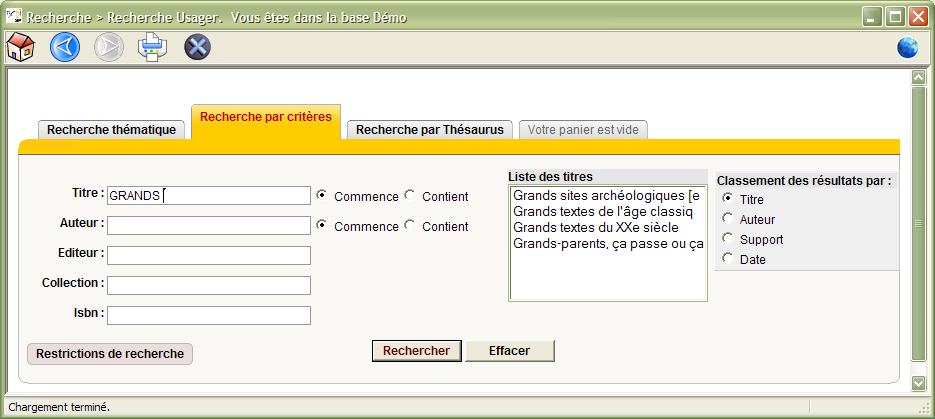 Recherche > Recherche Usager. Vous êtes dans la base Démo
Recherche thématique
Recherche par critères
Recherche par Thésaurus
Votre panier est vide
Titre : GRANDS Commence Contient
Auteur : Commence Contient
Editeur :
Collection :
Isbn :
Liste des titres
Grands sites archéologiques [e
Grands textes de l'âge classiq
Grands textes du XXe siècle
Grands-parents, ça passe ou ça
Classement des résultats par :
Titre
Auteur
Support
Date
Restrictions de recherche
Rechercher
Effacer
Chargement terminé.